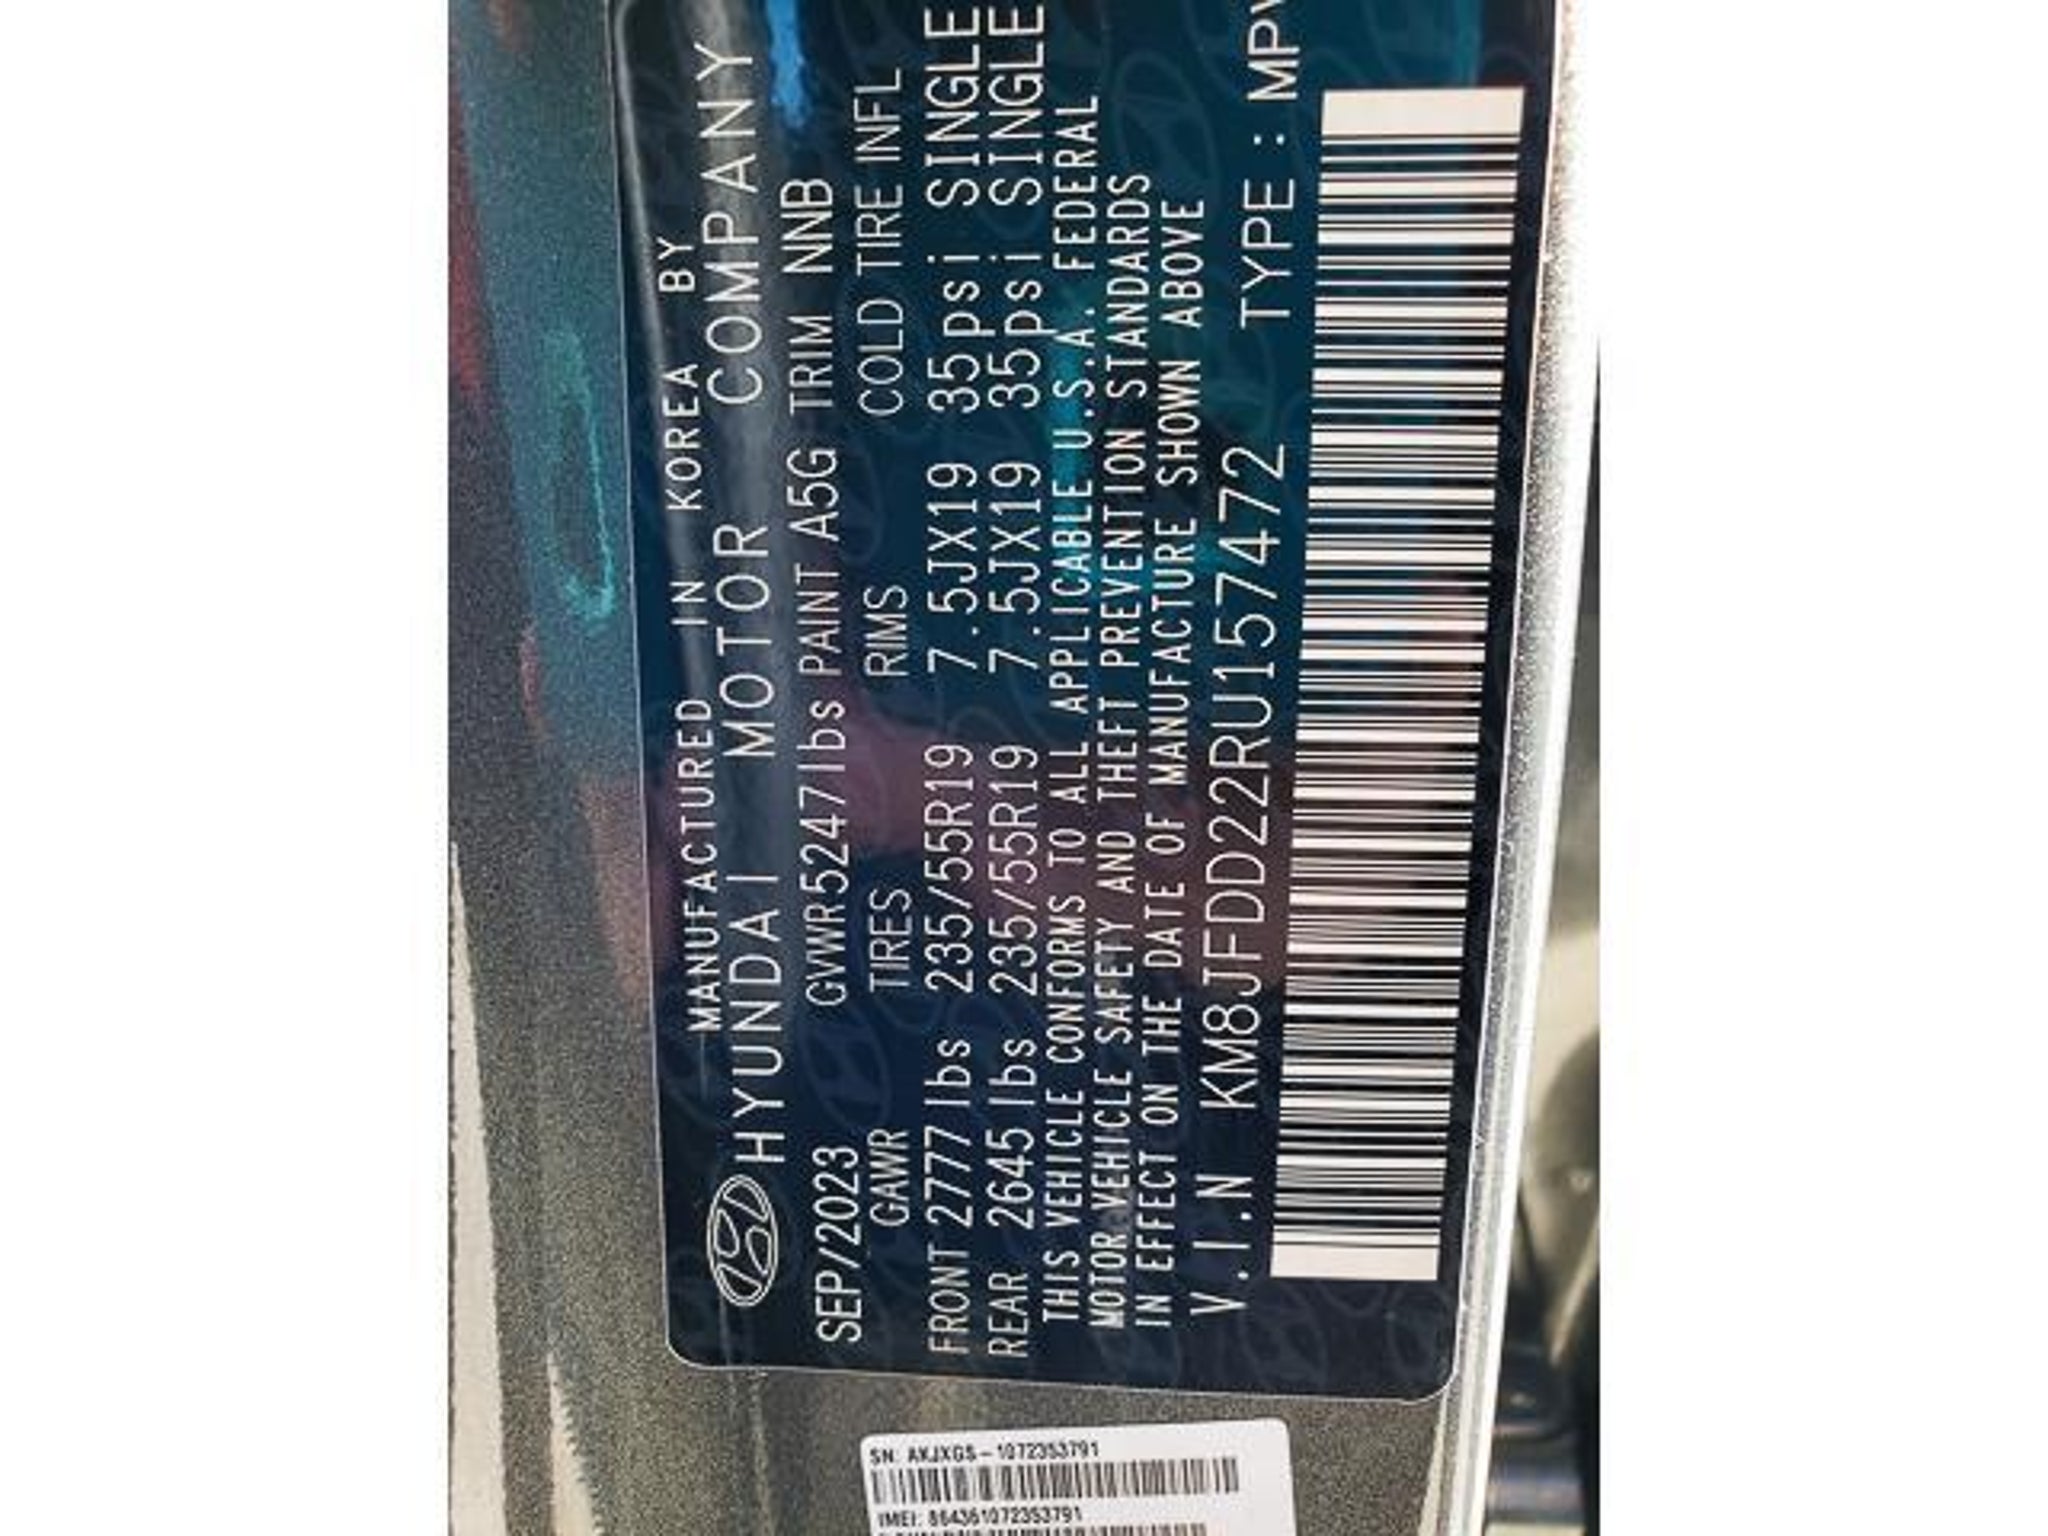 MANUFACTURED IN KOREA BY
HYUNDAI MOTOR COMPANY
SEP/2023 GVWR5247lbs PAINT A5G TRIM NNB
GAWR TIRES RIMS COLD TIRE INFL
FRONT 2777lbs 235/55R19 7.5JX19 35psi SINGLE
REAR 2645lbs 235/55R19 7.5JX19 35psi SINGLE
THIS VEHICLE CONFORMS TO ALL APPLICABLE U.S.A. FEDERAL
MOTOR VEHICLE SAFETY AND THEFT PREVENTION STANDARDS
IN EFFECT ON THE DATE OF MANUFACTURE SHOWN ABOVE
V.I.N KM8JFDD22RU157472 TYPE : MPV
SN: AKJXGS-1072353791
IMEI: 864361072353791